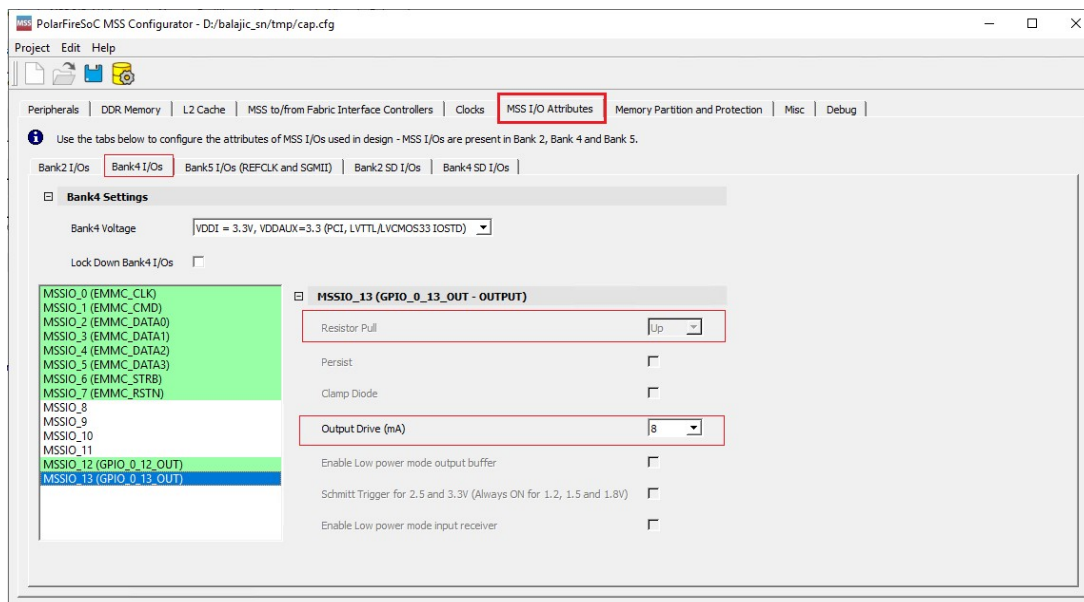 MSS PolarFireSoC MSS Configurator - D:/balajic_sn/tmp/cap.cfg
Project Edit Help
Peripherals | DDR Memory | L2 Cache | MSS to/from Fabric Interface Controllers | Clocks MSS I/O Attributes Memory Partition and Protection | Misc | Debug |
Use the tabs below to configure the attributes of MSS I/Os used in design - MSS I/Os are present in Bank 2, Bank 4 and Bank 5.
Bank2 I/Os Bank4 I/Os Bank5 I/Os (REFCLK and SGMII) | Bank2 SD I/Os | Bank4 SD I/Os |
Bank4 Settings
Bank4 Voltage VDDI = 3.3V, VDDAUX=3.3 (PCI, LVTTL/LVCMOS33 IOSTD)
Lock Down Bank4 I/Os
MSSIO_0 (EMMC_CLK)
MSSIO_1 (EMMC_CMD)
MSSIO_2 (EMMC_DATA0)
MSSIO_3 (EMMC_DATA1)
MSSIO_4 (EMMC_DATA2)
MSSIO_5 (EMMC_DATA3)
MSSIO_6 (EMMC_STRB)
MSSIO_7 (EMMC_RSTN)
MSSIO_8
MSSIO_9
MSSIO_10
MSSIO_11
MSSIO_12 (GPIO_0_12_OUT)
MSSIO_13 (GPIO_0_13_OUT)
MSSIO_13 (GPIO_0_13_OUT - OUTPUT)
Resistor Pull Up
Persist
Clamp Diode
Output Drive (mA) 8
Enable Low power mode output buffer
Schmitt Trigger for 2.5 and 3.3V (Always ON for 1.2, 1.5 and 1.8V)
Enable Low power mode input receiver